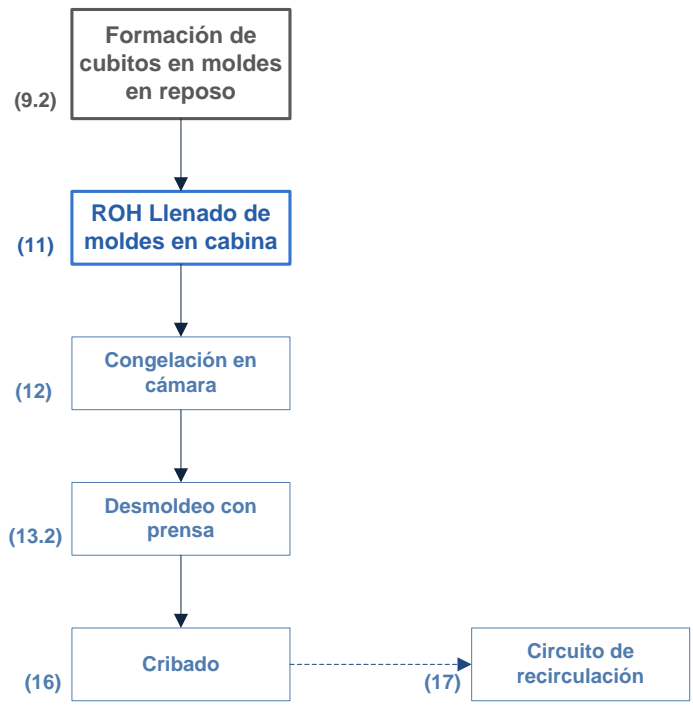 Formación de
cubitos en moldes
en reposo
(9.2)
ROH Llenado de
moldes en cabina
(11)
Congelación en
cámara
(12)
Desmoldeo con
prensa
(13.2)
Cribado
(16)
Circuito de
recirculación
(17)